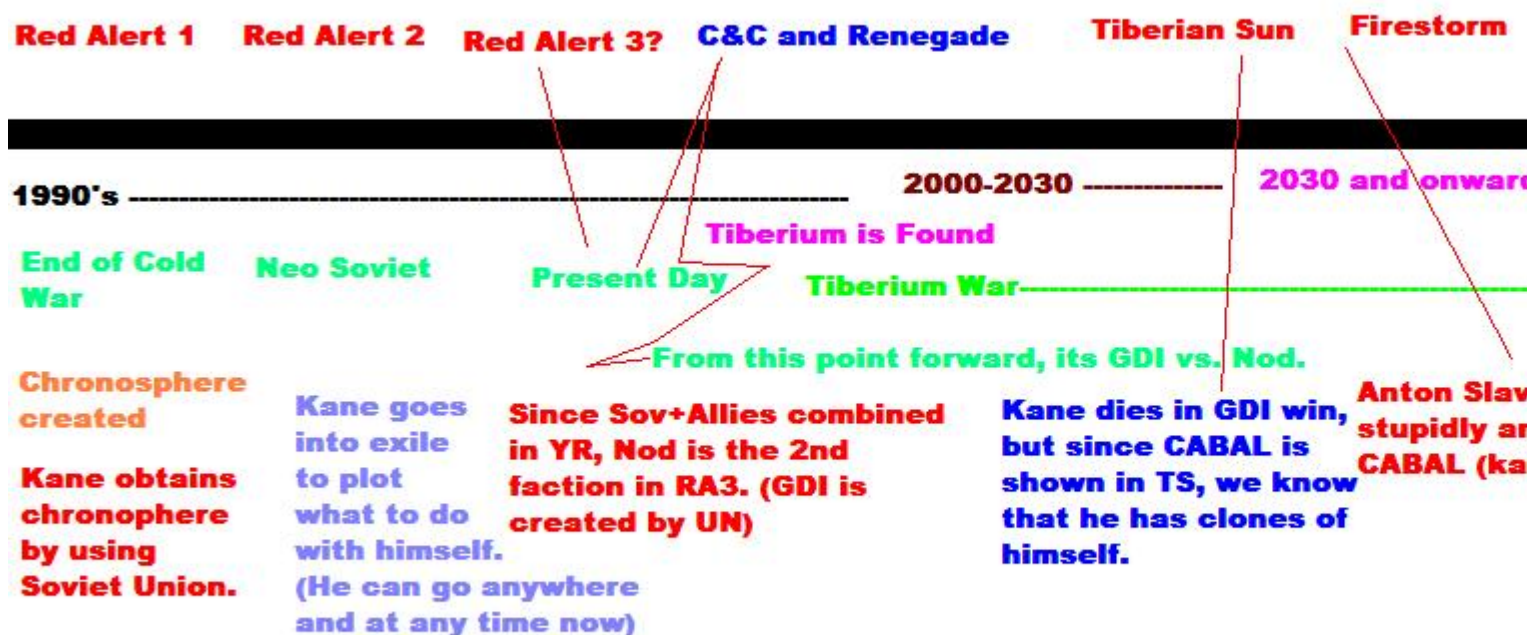 Red Alert 1
Red Alert 2
Red Alert 3?
C&C and Renegade
Tiberian Sun
Firestorm
1990's ---------------------------------------------------------------------
2000-2030 --------------
2030 and onward
Tiberium is Found
End of Cold
War
Neo Soviet
Present Day
Tiberium War--------------------------------------------------
From this point forward, its GDI vs. Nod.
Chronosphere
created
Kane obtains
chronophere
by using
Soviet Union.
Kane goes
into exile
to plot
what to do
with himself.
(He can go anywhere
and at any time now)
Since Sov+Allies combined
in YR, Nod is the 2nd
faction in RA3. (GDI is
created by UN)
Kane dies in GDI win,
but since CABAL is
shown in TS, we know
that he has clones of
himself.
Anton Slav
stupidly an
CABAL (ka